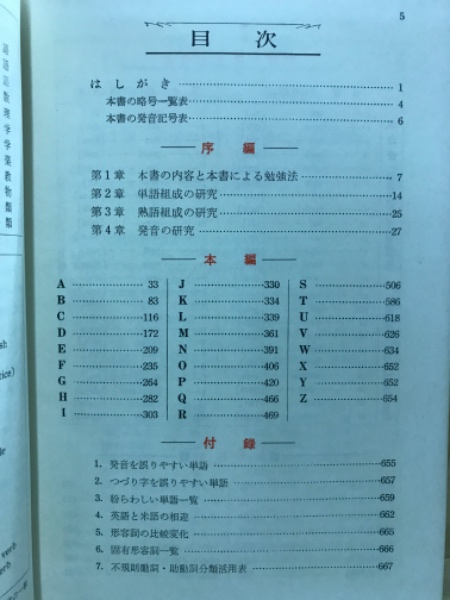 5
目 次
はしがき 1
本書の略号一覧表 4
本書の発音記号表 6
序 編
第1章 本書の内容と本書による勉強法 7
第2章 単語組成の研究 14
第3章 熟語組成の研究 25
第4章 発音の研究 27
本 編
A 33
B 83
C 116
D 172
E 209
F 235
G 264
H 282
I 303
J 330
K 334
L 339
M 361
N 391
O 406
P 420
Q 466
R 469
S 506
T 586
U 618
V 626
W 634
X 652
Y 652
Z 654
付 録
1. 発音を誤りやすい単語 655
2. つづり字を誤りやすい単語 657
3. 紛らわしい単語一覧 659
4. 英語と米語の相違 662
5. 形容詞の比較変化 665
6. 固有形容詞一覧 666
7. 不規則動詞・助動詞分類活用表 667
tice)
verb